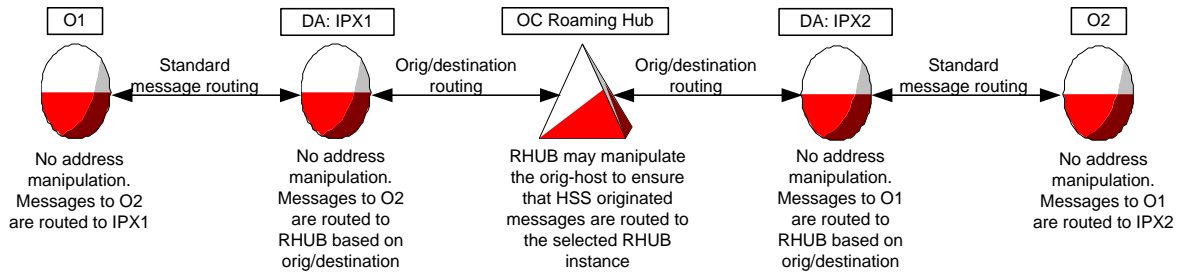 O1
DA: IPX1
OC Roaming Hub
DA: IPX2
O2
Standard
message routing
Orig/destination
routing
Orig/destination
routing
Standard
message routing
No address
manipulation.
Messages to O2
are routed to IPX1
No address
manipulation.
Messages to O2
are routed to
RHUB based on
orig/destination
RHUB may manipulate
the orig-host to ensure
that HSS originated
messages are routed to
the selected RHUB
instance
No address
manipulation.
Messages to O1
are routed to
RHUB based on
orig/destination
No address
manipulation.
Messages to O1
are routed to IPX2